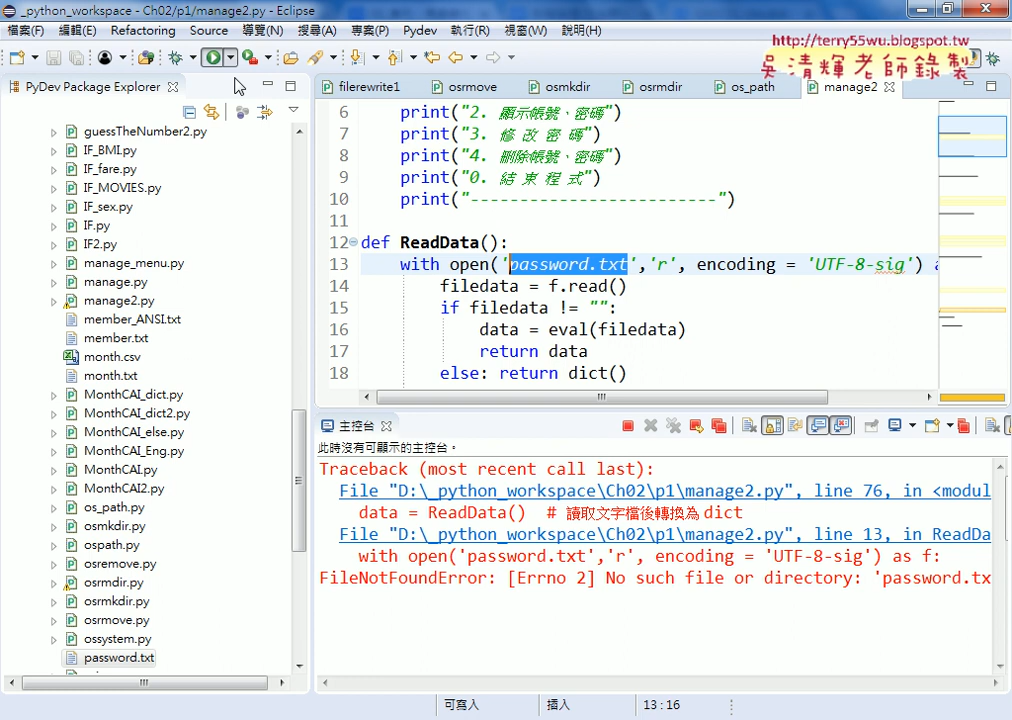 _python_workspace - Ch02/p1/manage2.py - Eclipse
檔案(F) 編輯(E) Refactoring Source 導覽(N) 搜尋(A) 專案(P) Pydev 執行(R) 視窗(W) 說明(H)
http://terry55wu.blogspot.tw
吳清輝老師錄製
PyDev Package Explorer
filerewrite1 osrmove osmkdir osrmdir os_path manage2
guessTheNumber2.py
IF_BMI.py
IF_fare.py
IF_MOVIES.py
IF_sex.py
IF.py
IF2.py
manage_menu.py
manage.py
manage2.py
member_ANSI.txt
member.txt
month.csv
month.txt
MonthCAI_dict.py
MonthCAI_dict2.py
MonthCAI_else.py
MonthCAI_Eng.py
MonthCAI.py
MonthCAI2.py
os_path.py
osmkdir.py
ospath.py
osremove.py
osrmdir.py
osrmkdir.py
osrmove.py
ossystem.py
password.txt
6 print("2. 顯示帳號、密碼")
7 print("3. 修 改 密 碼")
8 print("4. 刪除帳號、密碼")
9 print("0. 結 束 程 式")
10 print("-------------------------")
11
12 def ReadData():
13 with open('password.txt','r', encoding = 'UTF-8-sig') a
14 filedata = f.read()
15 if filedata != "":
16 data = eval(filedata)
17 return data
18 else: return dict()
主控台
此時沒有可顯示的主控台。
Traceback (most recent call last):
File "D:\_python_workspace\Ch02\p1\manage2.py", line 76, in <modul
data = ReadData() # 讀取文字檔後轉換為 dict
File "D:\_python_workspace\Ch02\p1\manage2.py", line 13, in ReadDa
with open('password.txt','r', encoding = 'UTF-8-sig') as f:
FileNotFoundError: [Errno 2] No such file or directory: 'password.tx
可寫入 插入 13 : 16